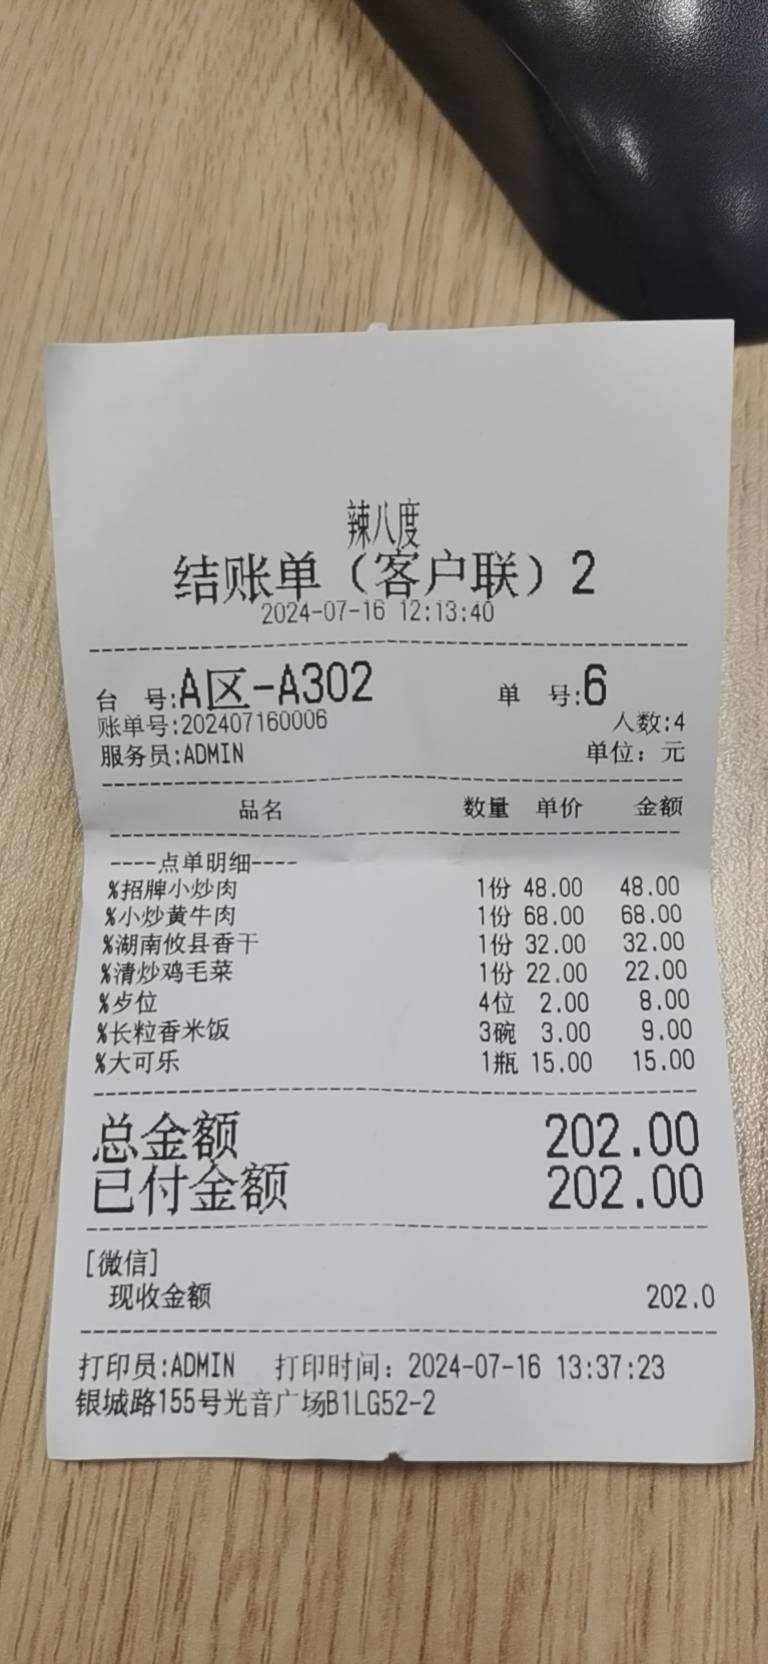 辣八度
结账单（客户联）2
2024-07-16 12:13:40
台 号:A区-A302 单 号:6
账单号:202407160006 人数:4
服务员:ADMIN 单位：元
品名 数量 单价 金额
----点单明细----
%招牌小炒肉 1份 48.00 48.00
%小炒黄牛肉 1份 68.00 68.00
%湖南攸县香干 1份 32.00 32.00
%清炒鸡毛菜 1份 22.00 22.00
%歺位 4位 2.00 8.00
%长粒香米饭 3碗 3.00 9.00
%大可乐 1瓶 15.00 15.00
总金额 202.00
已付金额 202.00
[微信]
现收金额 202.0
打印员:ADMIN 打印时间：2024-07-16 13:37:23
银城路155号光音广场B1LG52-2